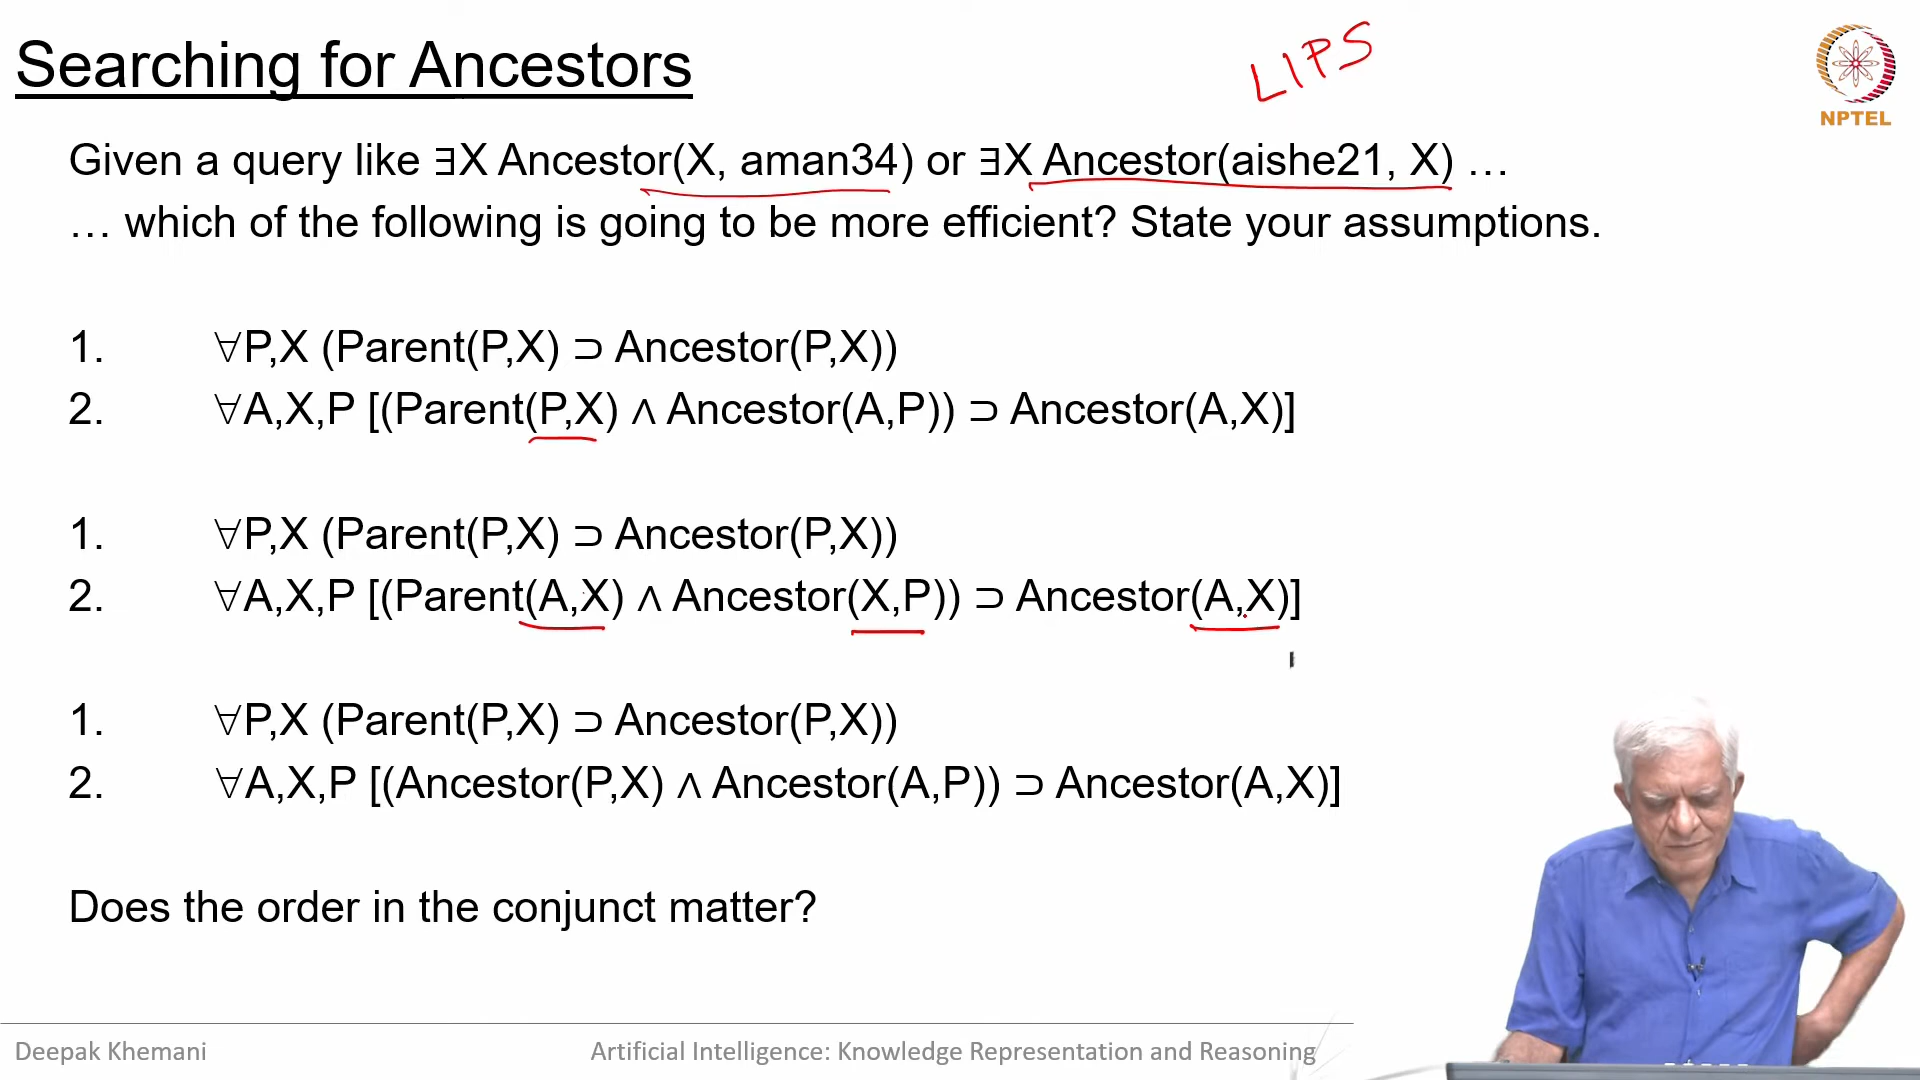 Searching for Ancestors
LIPS
NPTEL
Given a query like ∃X Ancestor(X, aman34) or ∃X Ancestor(aishe21, X) …
… which of the following is going to be more efficient? State your assumptions.
1. ∀P,X (Parent(P,X) ⊃ Ancestor(P,X))
2. ∀A,X,P [(Parent(P,X) ∧ Ancestor(A,P)) ⊃ Ancestor(A,X)]
1. ∀P,X (Parent(P,X) ⊃ Ancestor(P,X))
2. ∀A,X,P [(Parent(A,X) ∧ Ancestor(X,P)) ⊃ Ancestor(A,X)]
1. ∀P,X (Parent(P,X) ⊃ Ancestor(P,X))
2. ∀A,X,P [(Ancestor(P,X) ∧ Ancestor(A,P)) ⊃ Ancestor(A,X)]
Does the order in the conjunct matter?
Deepak Khemani
Artificial Intelligence: Knowledge Representation and Reasoning